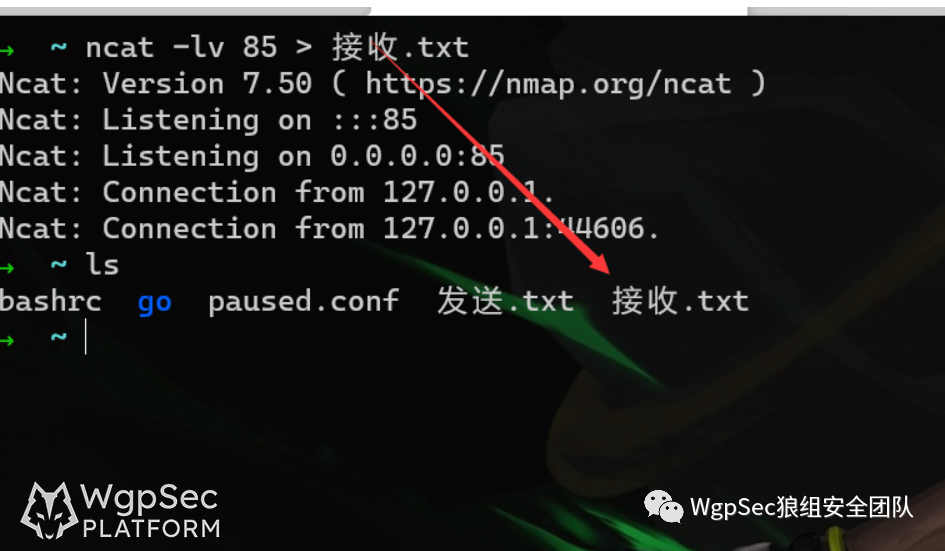 → ~ ncat -lv 85 > 接收.txt
Ncat: Version 7.50 ( https://nmap.org/ncat )
Ncat: Listening on :::85
Ncat: Listening on 0.0.0.0:85
Ncat: Connection from 127.0.0.1.
Ncat: Connection from 127.0.0.1:44606.
→ ~ ls
bashrc go paused.conf 发送.txt 接收.txt
→ ~
WgpSec
PLATFORM
WgpSec狼组安全团队